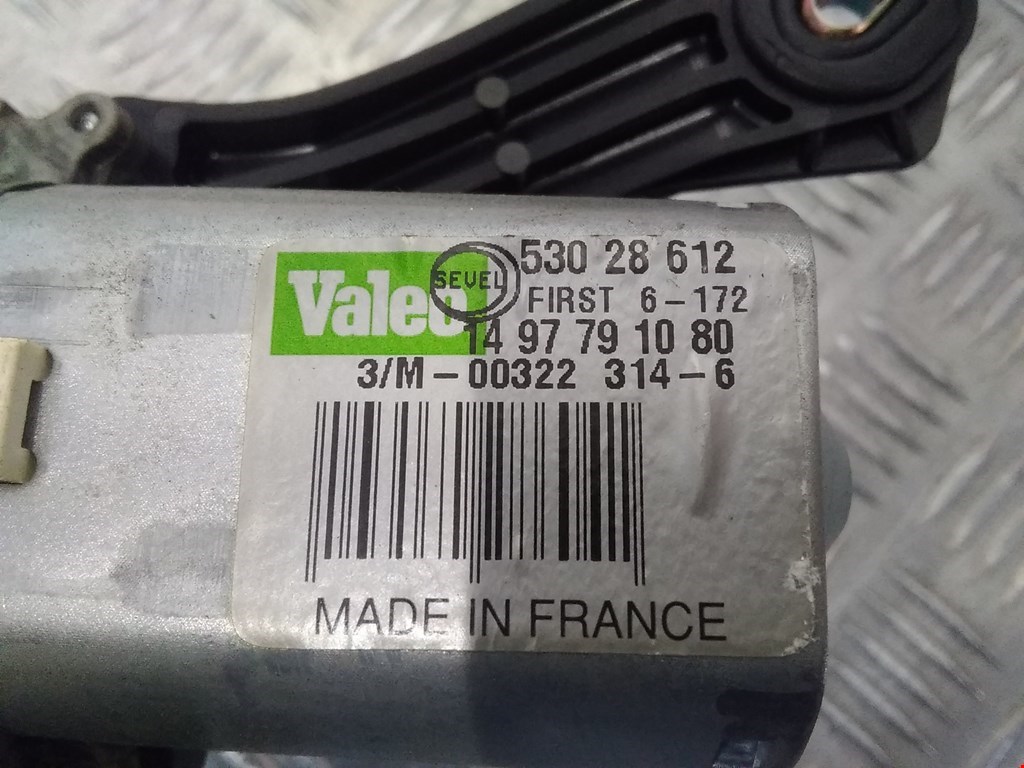 Valeo SEVEL 530 28 612
FIRST 6-172
14 97 79 10 80
3/M-00322 314-6
MADE IN FRANCE